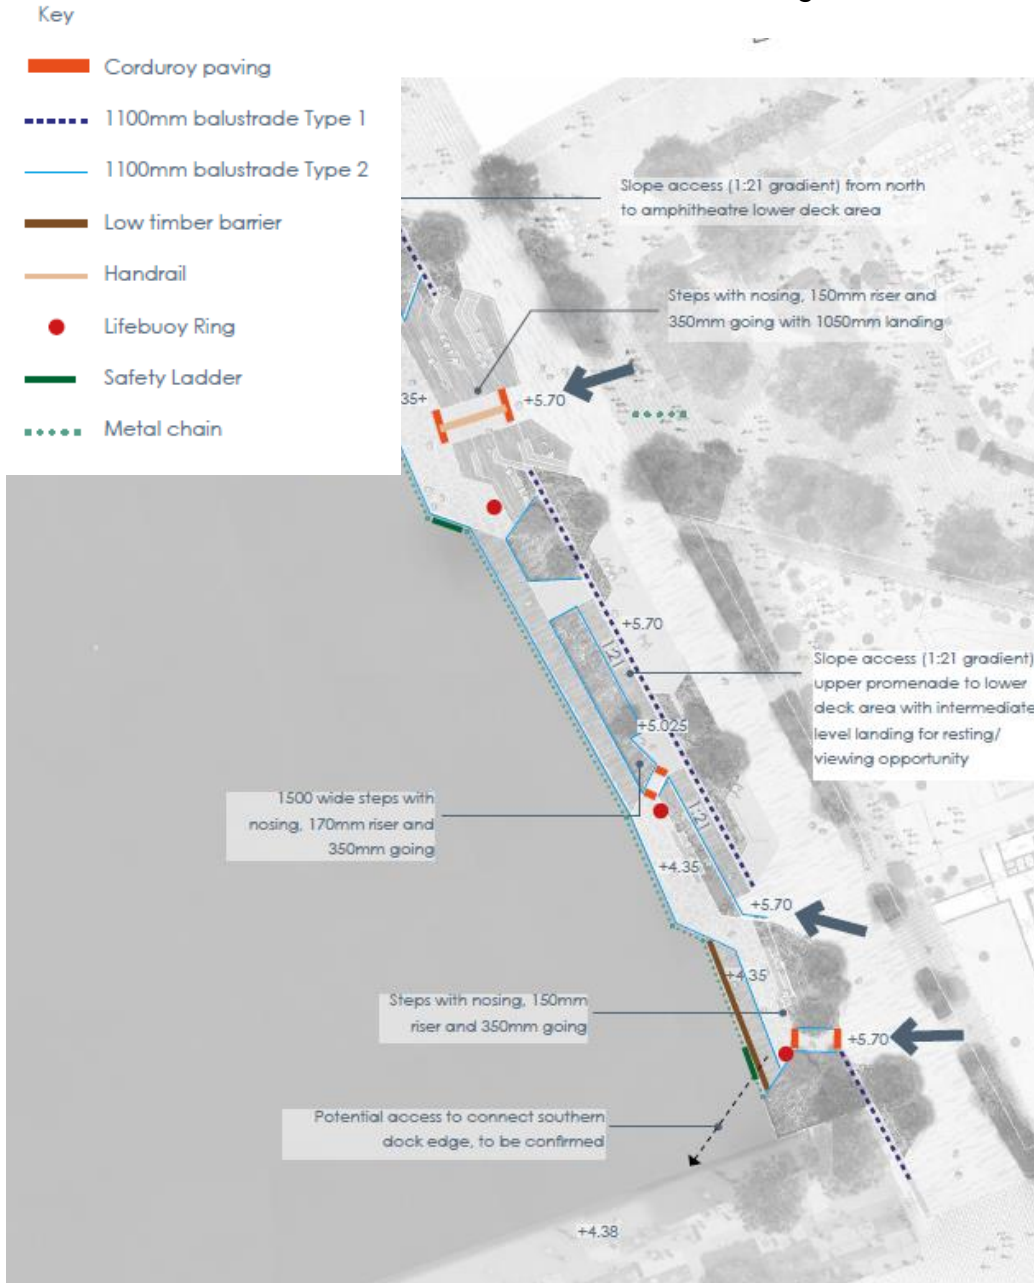 Key
Corduroy paving
1100mm balustrade Type 1
1100mm balustrade Type 2
Low timber barrier
Handrail
Lifebuoy Ring
Safety Ladder
Metal chain
Slope access (1:21 gradient) from north
to amphitheatre lower deck area
Steps with nosing, 150mm riser and
350mm going with 1050mm landing
35+
+5.70
+5.70
1:21
Slope access (1:21 gradient)
upper promenade to lower
deck area with intermediate
level landing for resting/
viewing opportunity
+5.025
1500 wide steps with
nosing, 170mm riser and
350mm going
1:21
+4.35
+5.70
+4.35
Steps with nosing, 150mm
riser and 350mm going
+5.70
Potential access to connect southern
dock edge, to be confirmed
+4.38